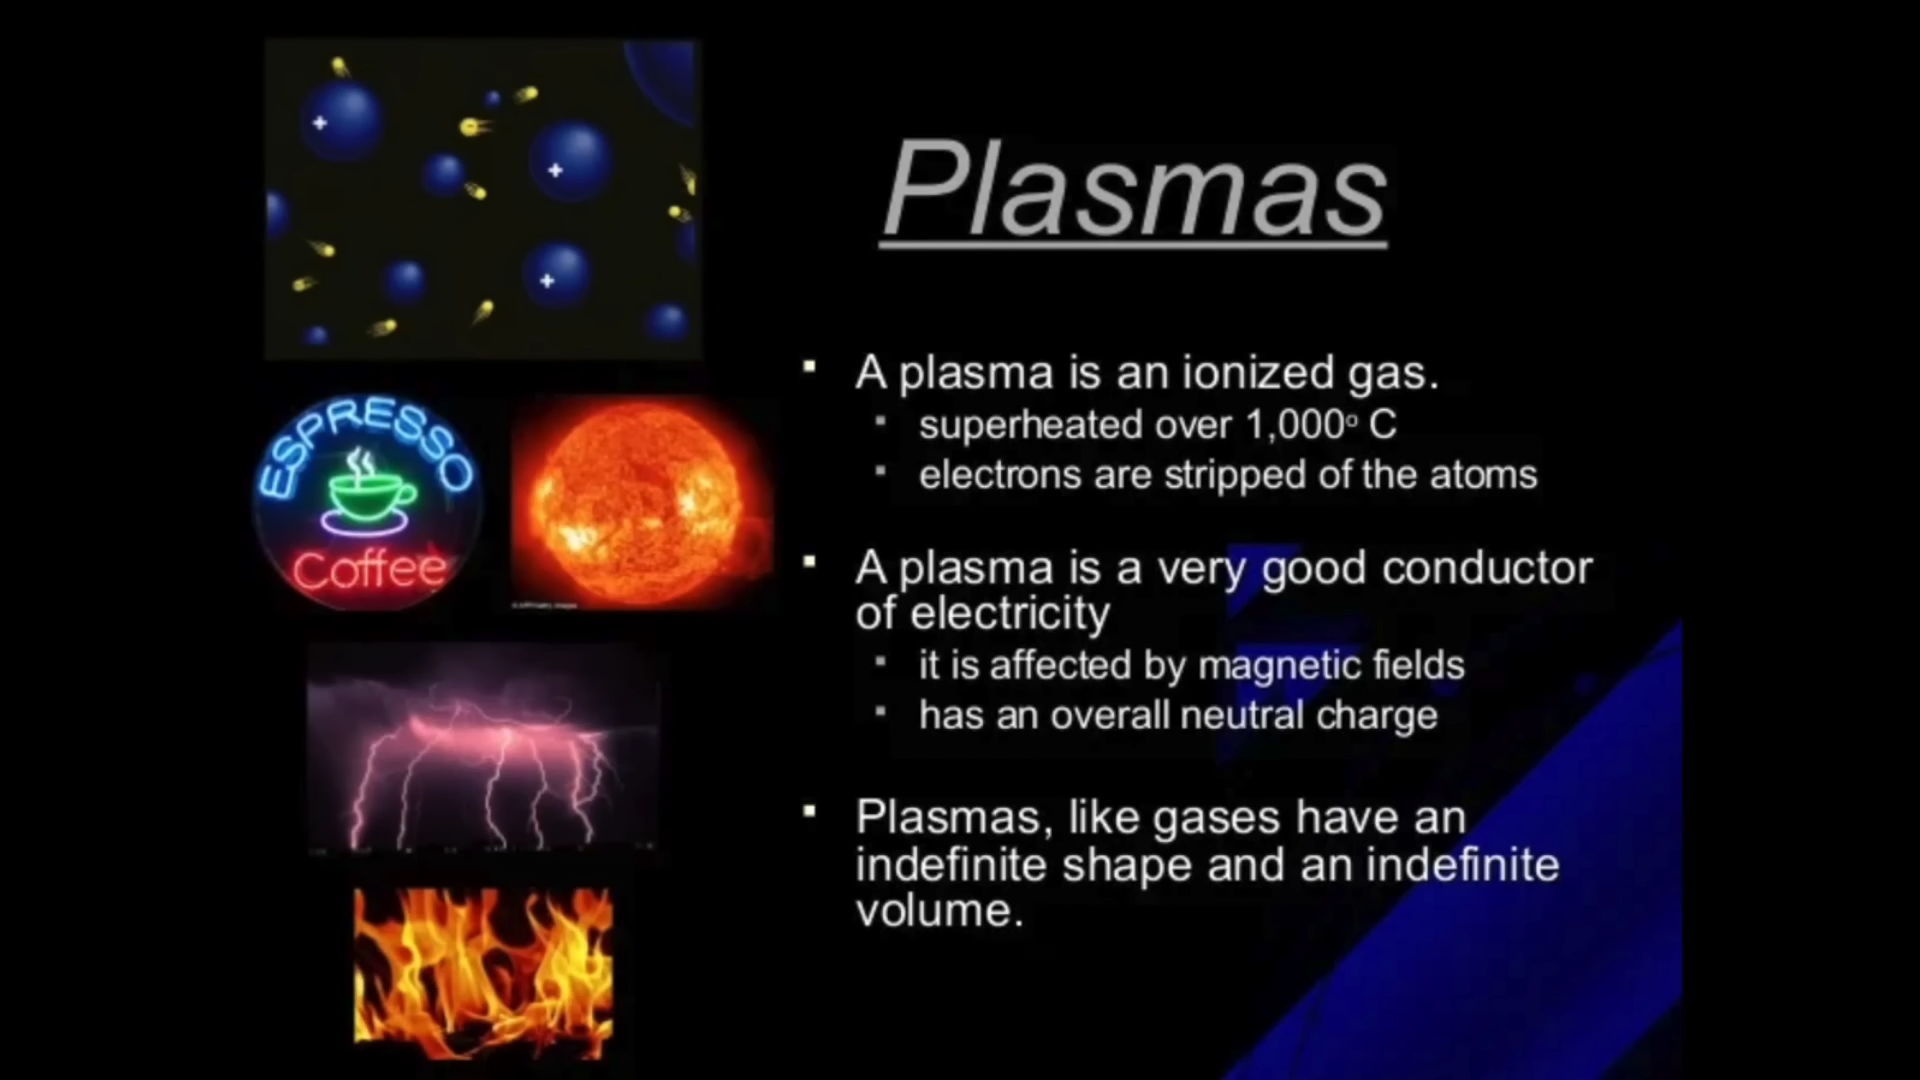 Plasmas
▪ A plasma is an ionized gas.
▪ superheated over 1,000º C
▪ electrons are stripped of the atoms
▪ A plasma is a very good conductor
of electricity
▪ it is affected by magnetic fields
▪ has an overall neutral charge
▪ Plasmas, like gases have an
indefinite shape and an indefinite
volume.
+
+
+
ESPRESSO
Coffee